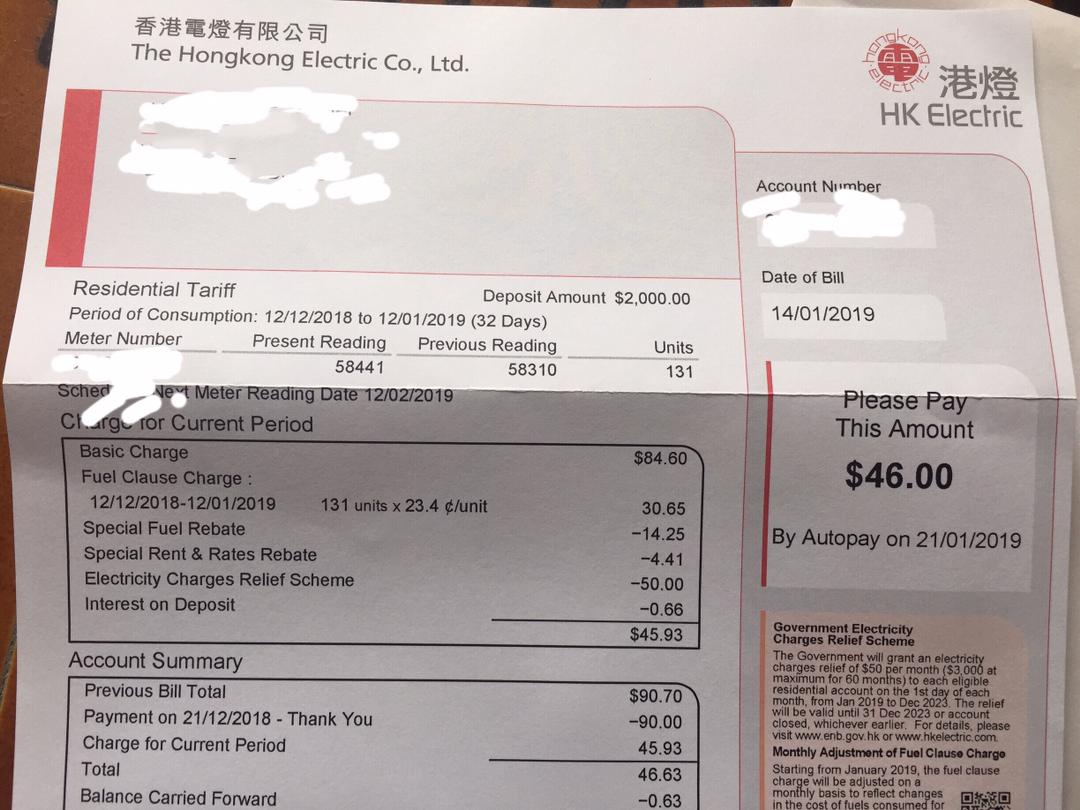 香港電燈有限公司
The Hongkong Electric Co., Ltd.
hongkong
電
electric
港燈
HK Electric
Account Number
Date of Bill
14/01/2019
Residential Tariff Deposit Amount $2,000.00
Period of Consumption: 12/12/2018 to 12/01/2019 (32 Days)
Meter Number Present Reading Previous Reading Units
58441 58310 131
Next Meter Reading Date 12/02/2019
Charge for Current Period
Basic Charge $84.60
Fuel Clause Charge :
12/12/2018-12/01/2019 131 units x 23.4 ¢/unit 30.65
Special Fuel Rebate −14.25
Special Rent & Rates Rebate −4.41
Electricity Charges Relief Scheme −50.00
Interest on Deposit −0.66
$45.93
Account Summary
Previous Bill Total $90.70
Payment on 21/12/2018 - Thank You −90.00
Charge for Current Period 45.93
Total 46.63
Balance Carried Forward −0.63
Please Pay
This Amount
$46.00
By Autopay on 21/01/2019
Government Electricity
Charges Relief Scheme
The Government will grant an electricity
charges relief of $50 per month ($3,000 at
maximum for 60 months) to each eligible
residential account on the 1st day of each
month, from Jan 2019 to Dec 2023. The relief
will be valid until 31 Dec 2023 or account
closed, whichever earlier. For details, please
visit www.enb.gov.hk or www.hkelectric.com.
Monthly Adjustment of Fuel Clause Charge
Starting from January 2019, the fuel clause
charge will be adjusted on a
monthly basis to reflect changes
in the cost of fuels consumed for